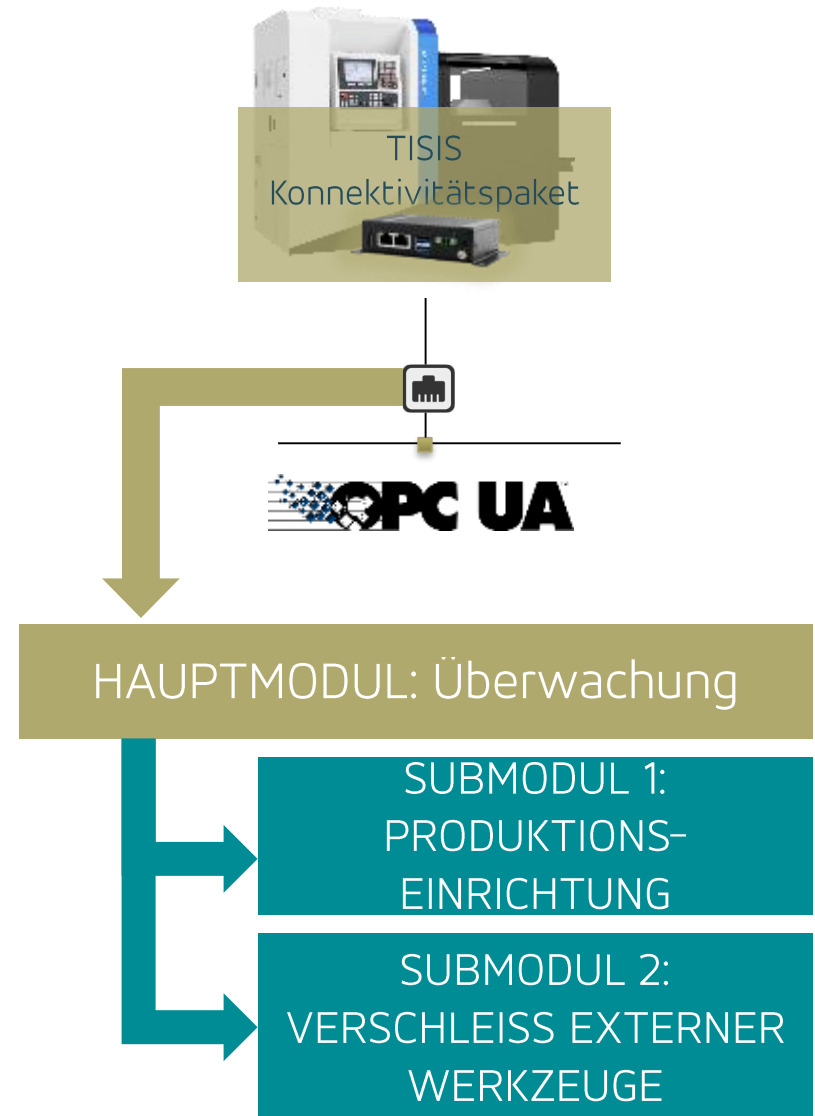 TISIS
Konnektivitätspaket
OPC UA
HAUPTMODUL: Überwachung
SUBMODUL 1:
PRODUKTIONS-
EINRICHTUNG
SUBMODUL 2:
VERSCHLEISS EXTERNER
WERKZEUGE